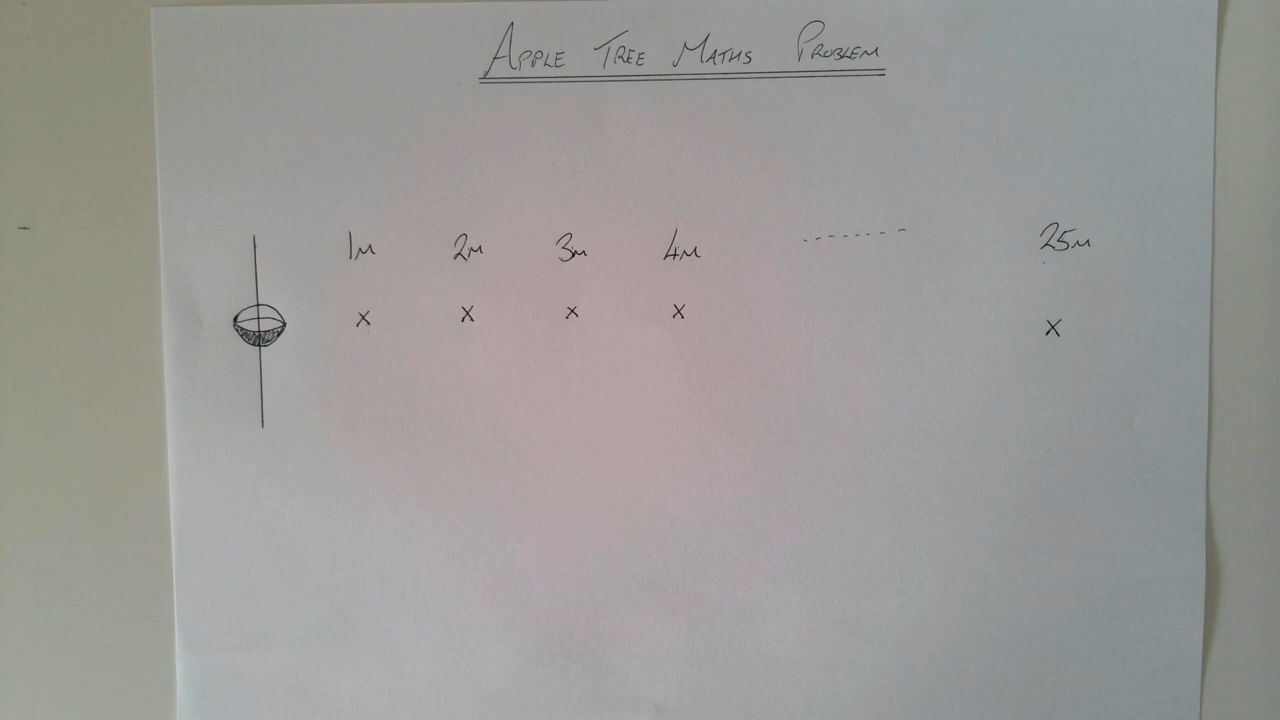 APPLE TREE MATHS PROBLEM
1M 2M 3M 4M ------- 25M
x x x x x